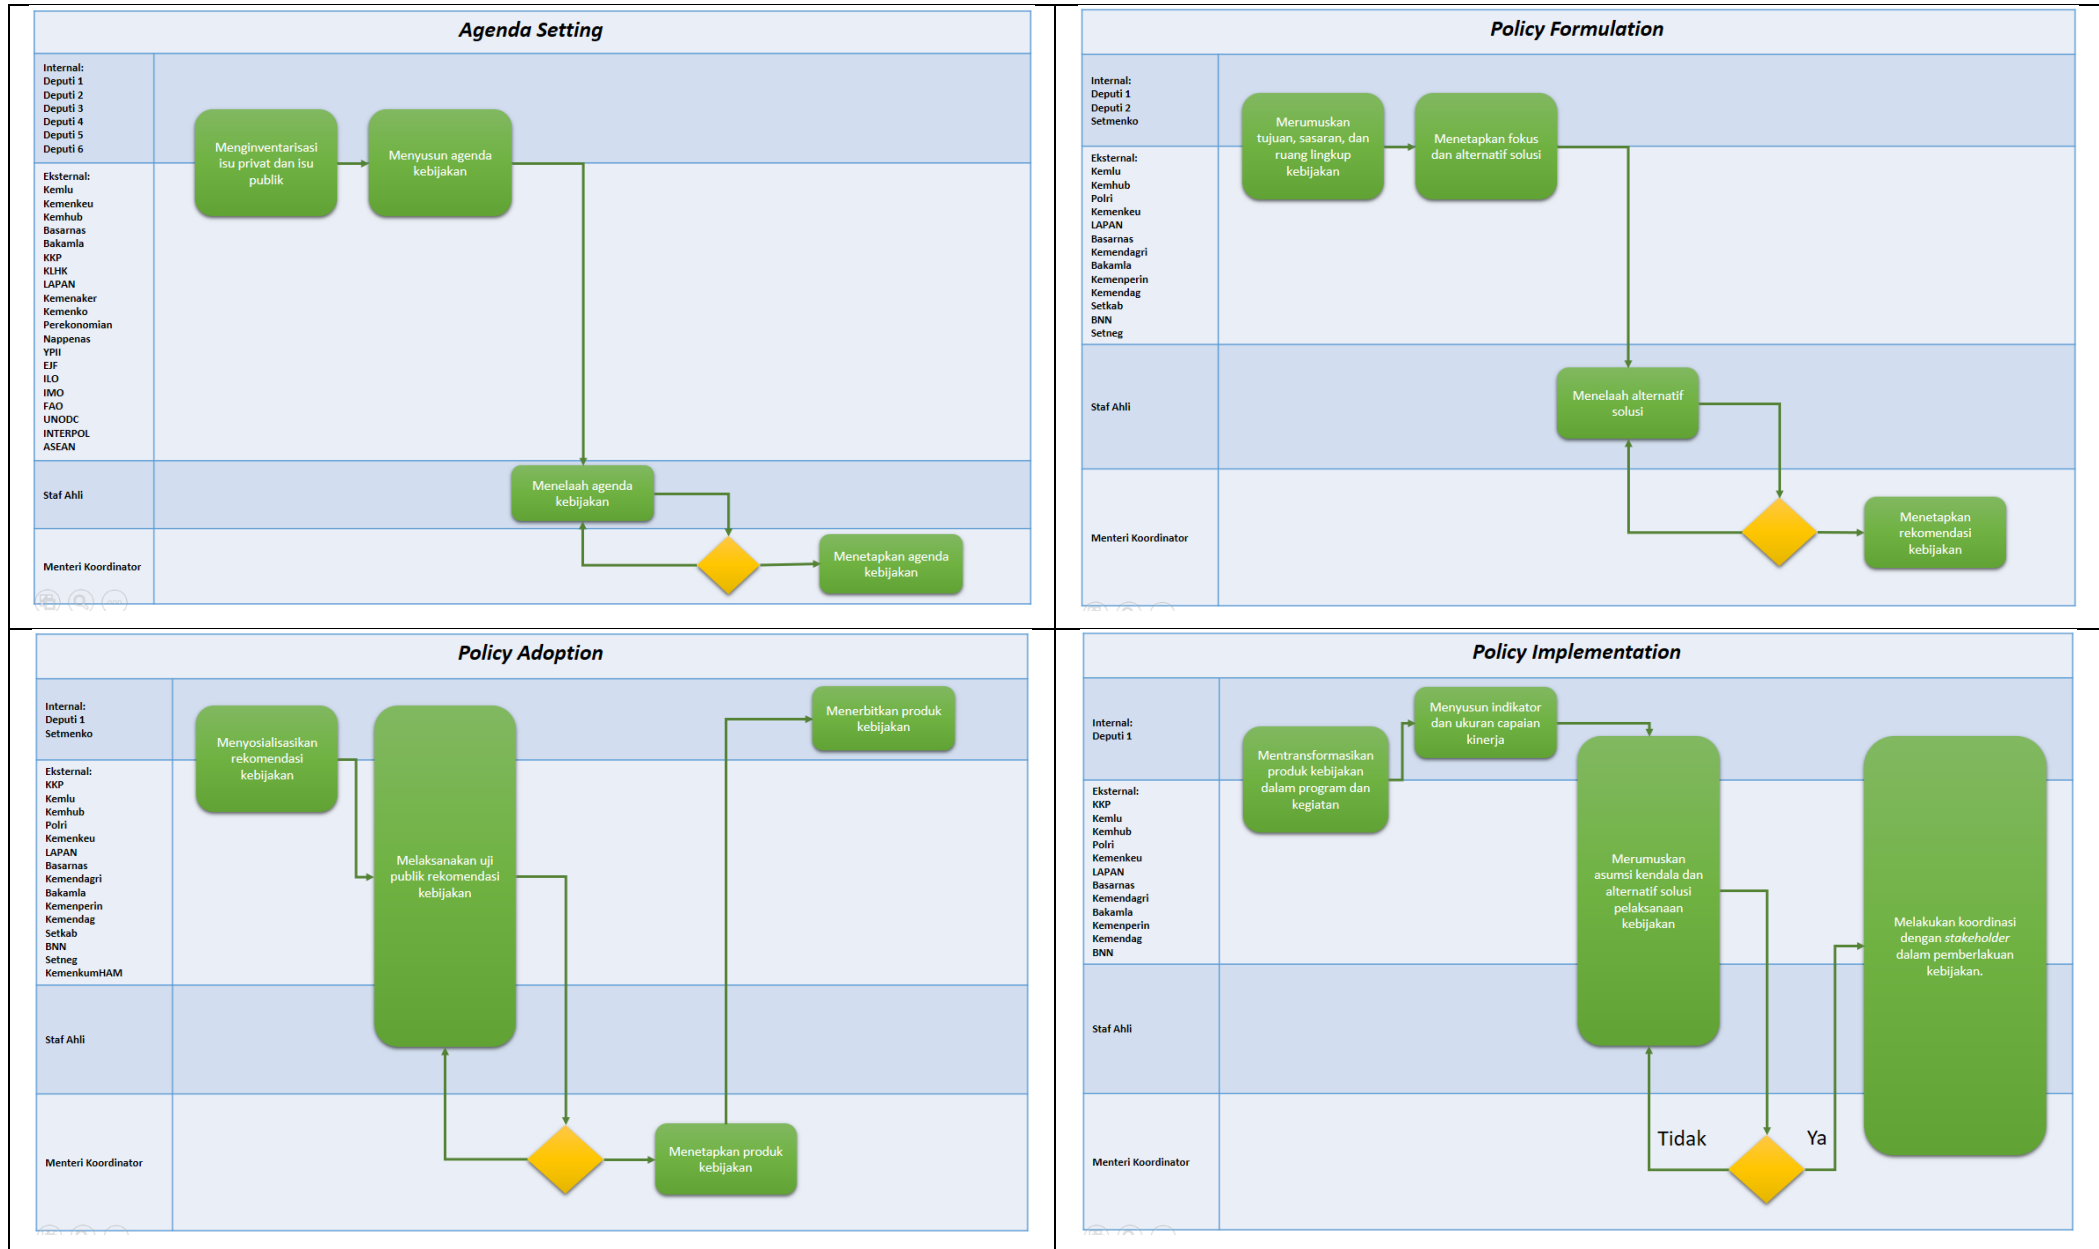 Agenda Setting
Internal:
Deputi 1
Deputi 2
Deputi 3
Deputi 4
Deputi 5
Deputi 6
Menginventarisasi
isu privat dan isu
publik
Menyusun agenda
kebijakan
Eksternal:
Kemlu
Kemenkeu
Kemhub
Basarnas
Bakamla
KKP
KLHK
LAPAN
Kemenaker
Kemenko
Perekonomian
Nappenas
YPII
EJF
ILO
IMO
FAO
UNODC
INTERPOL
ASEAN
Staf Ahli
Menelaah agenda
kebijakan
Menteri Koordinator
Menetapkan agenda
kebijakan
Policy Formulation
Internal:
Deputi 1
Deputi 2
Setmenko
Merumuskan
tujuan, sasaran, dan
ruang lingkup
kebijakan
Menetapkan fokus
dan alternatif solusi
Eksternal:
Kemlu
Kemhub
Polri
Kemenkeu
LAPAN
Basarnas
Kemendagri
Bakamla
Kemenperin
Kemendag
Setkab
BNN
Setneg
Staf Ahli
Menelaah alternatif
solusi
Menteri Koordinator
Menetapkan
rekomendasi
kebijakan
Policy Adoption
Internal:
Deputi 1
Setmenko
Menyosialisasikan
rekomendasi
kebijakan
Menerbitkan produk
kebijakan
Eksternal:
KKP
Kemlu
Kemhub
Polri
Kemenkeu
LAPAN
Basarnas
Kemendagri
Bakamla
Kemenperin
Kemendag
Setkab
BNN
Setneg
KemenkumHAM
Melaksanakan uji
publik rekomendasi
kebijakan
Staf Ahli
Menteri Koordinator
Menetapkan produk
kebijakan
Policy Implementation
Internal:
Deputi 1
Mentransformasikan
produk kebijakan
dalam program dan
kegiatan
Menyusun indikator
dan ukuran capaian
kinerja
Eksternal:
KKP
Kemlu
Kemhub
Polri
Kemenkeu
LAPAN
Basarnas
Kemendagri
Bakamla
Kemenperin
Kemendag
BNN
Merumuskan
asumsi kendala dan
alternatif solusi
pelaksanaan
kebijakan
Melakukan koordinasi
dengan stakeholder
dalam pemberlakuan
kebijakan.
Staf Ahli
Menteri Koordinator
Tidak
Ya